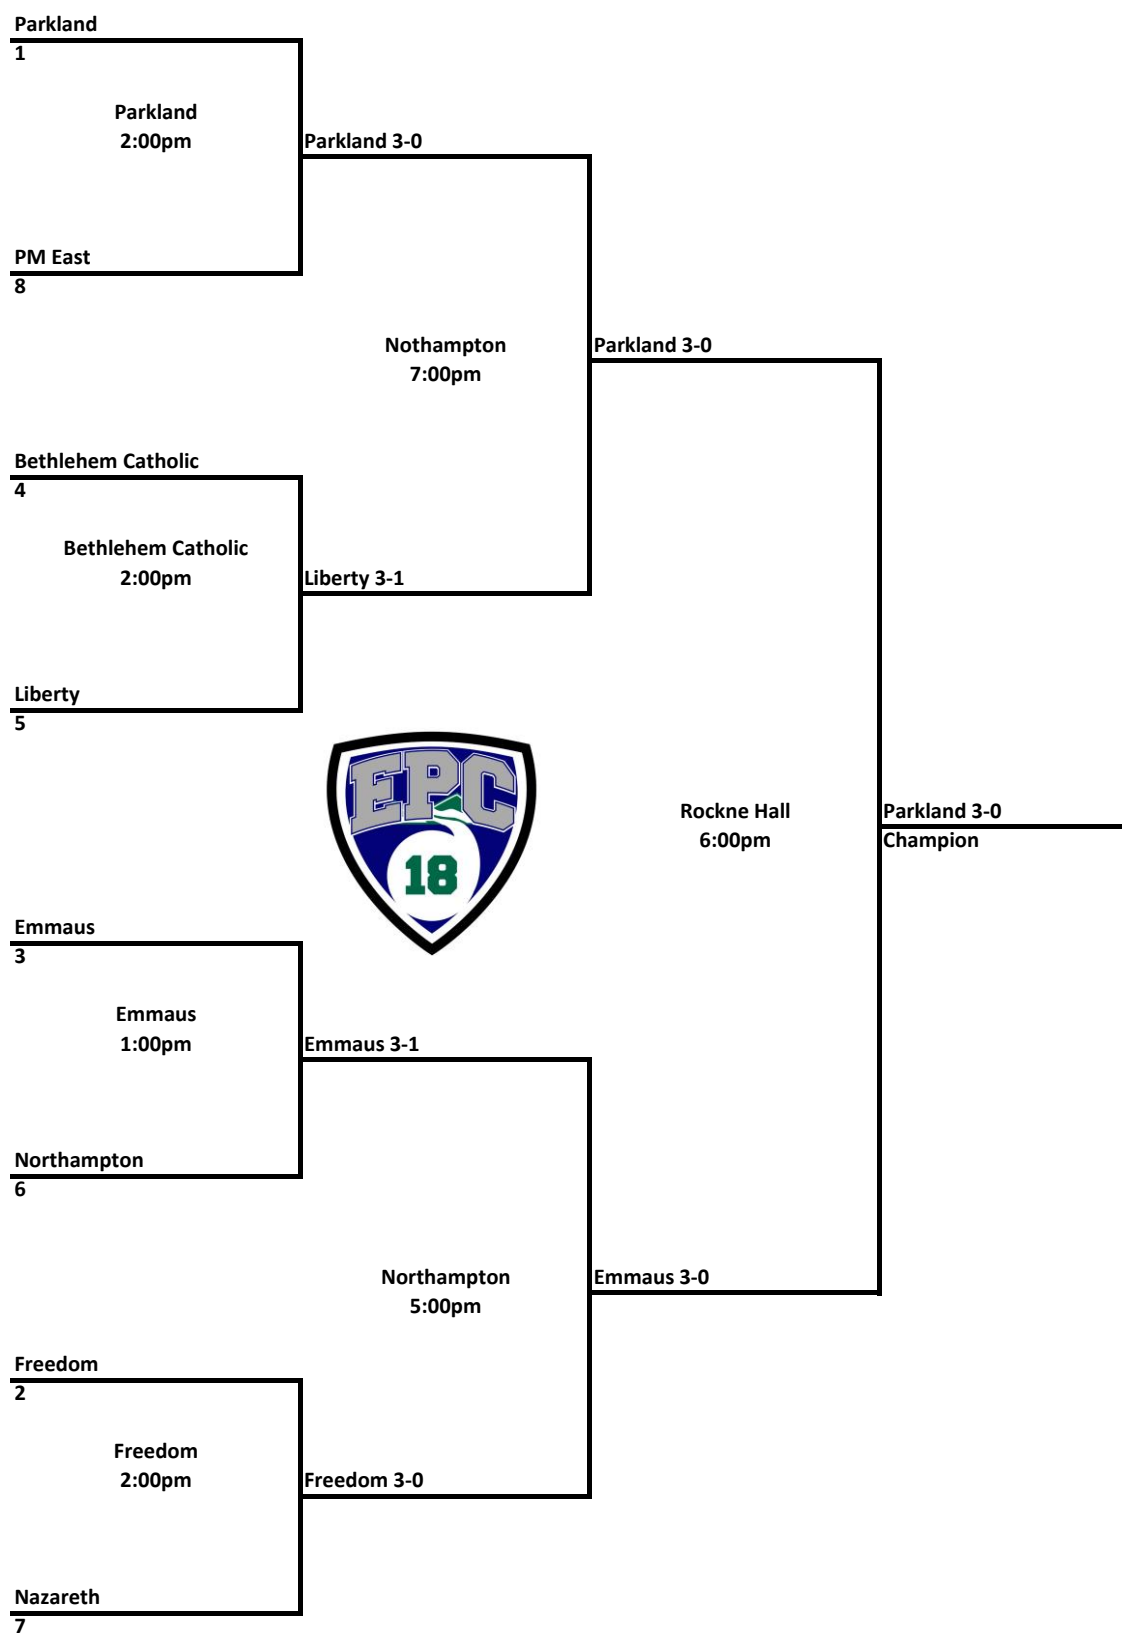 Parkland
1
Parkland
2:00pm
Parkland 3-0
PM East
8
Nothampton
7:00pm
Parkland 3-0
Bethlehem Catholic
4
Bethlehem Catholic
2:00pm
Liberty 3-1
Liberty
5
EPC
18
Rockne Hall
6:00pm
Parkland 3-0
Champion
Emmaus
3
Emmaus
1:00pm
Emmaus 3-1
Northampton
6
Northampton
5:00pm
Emmaus 3-0
Freedom
2
Freedom
2:00pm
Freedom 3-0
Nazareth
7